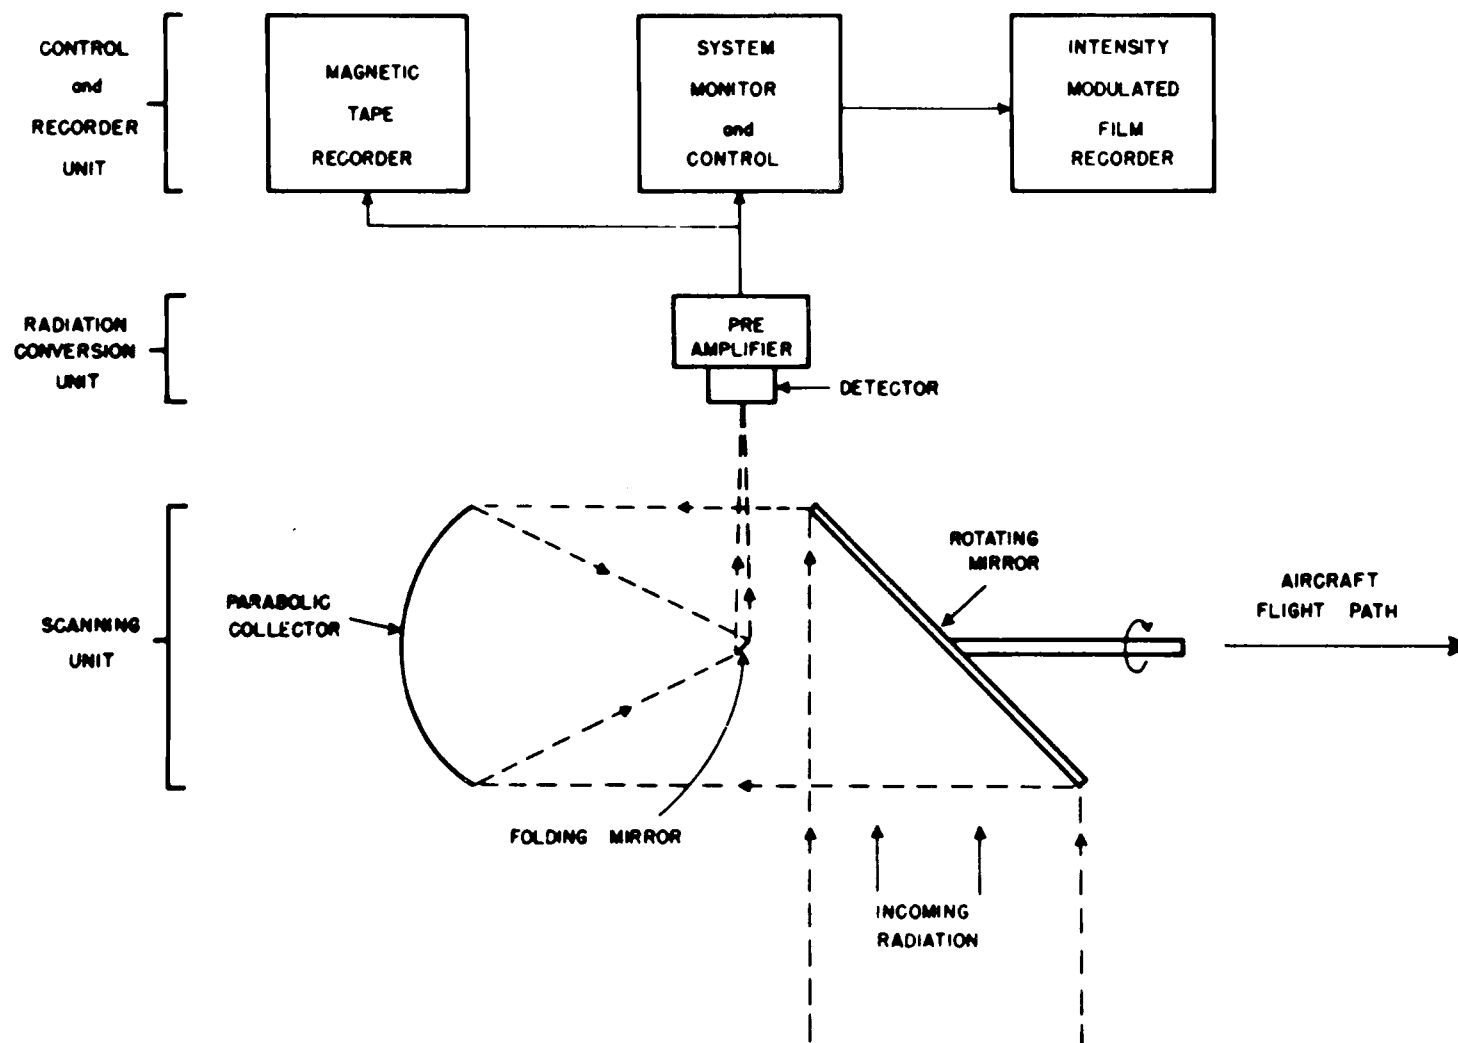 CONTROL
and
RECORDER
UNIT
MAGNETIC
TAPE
RECORDER
SYSTEM
MONITOR
and
CONTROL
INTENSITY
MODULATED
FILM
RECORDER
RADIATION
CONVERSION
UNIT
PRE
AMPLIFIER
DETECTOR
SCANNING
UNIT
PARABOLIC
COLLECTOR
ROTATING
MIRROR
AIRCRAFT
FLIGHT PATH
FOLDING MIRROR
INCOMING
RADIATION